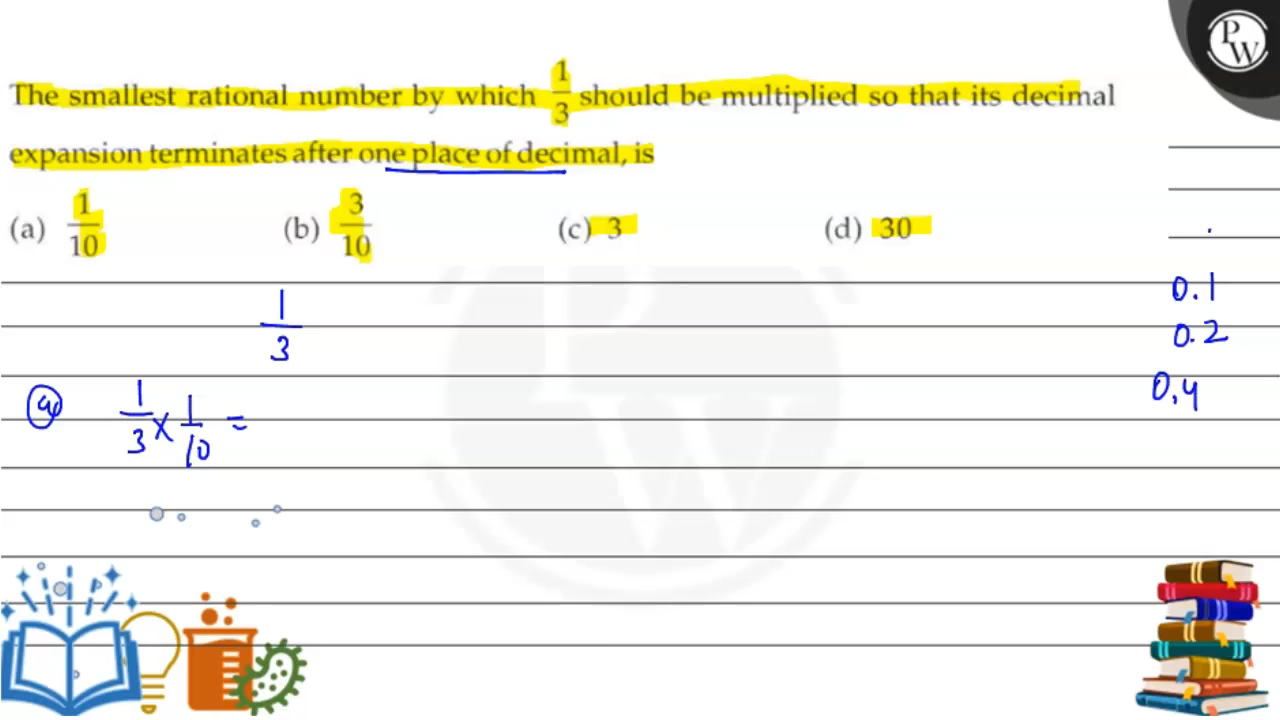 P
W
The smallest rational number by which 1/3 should be multiplied so that its decimal
expansion terminates after one place of decimal, is
(a) 1/10 (b) 3/10 (c) 3 (d) 30
0.1
1/3
0.2
0.4
(a) 1/3 × 1/10 =